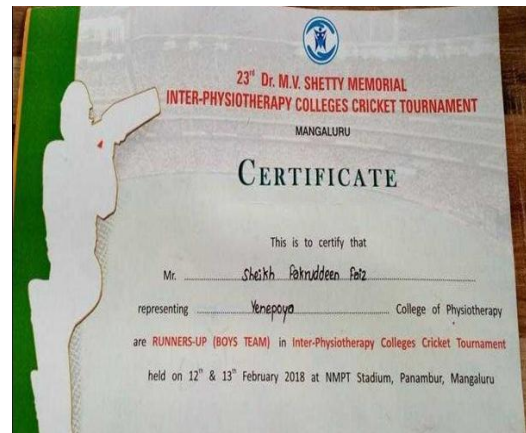 23rd Dr. M.V. SHETTY MEMORIAL
INTER-PHYSIOTHERAPY COLLEGES CRICKET TOURNAMENT
MANGALURU
CERTIFICATE
This is to certify that
Mr. Sheikh Fakruddeen Faiz
representing Yenepoya College of Physiotherapy
are RUNNERS-UP (BOYS TEAM) in Inter-Physiotherapy Colleges Cricket Tournament
held on 12th & 13th February 2018 at NMPT Stadium, Panambur, Mangaluru